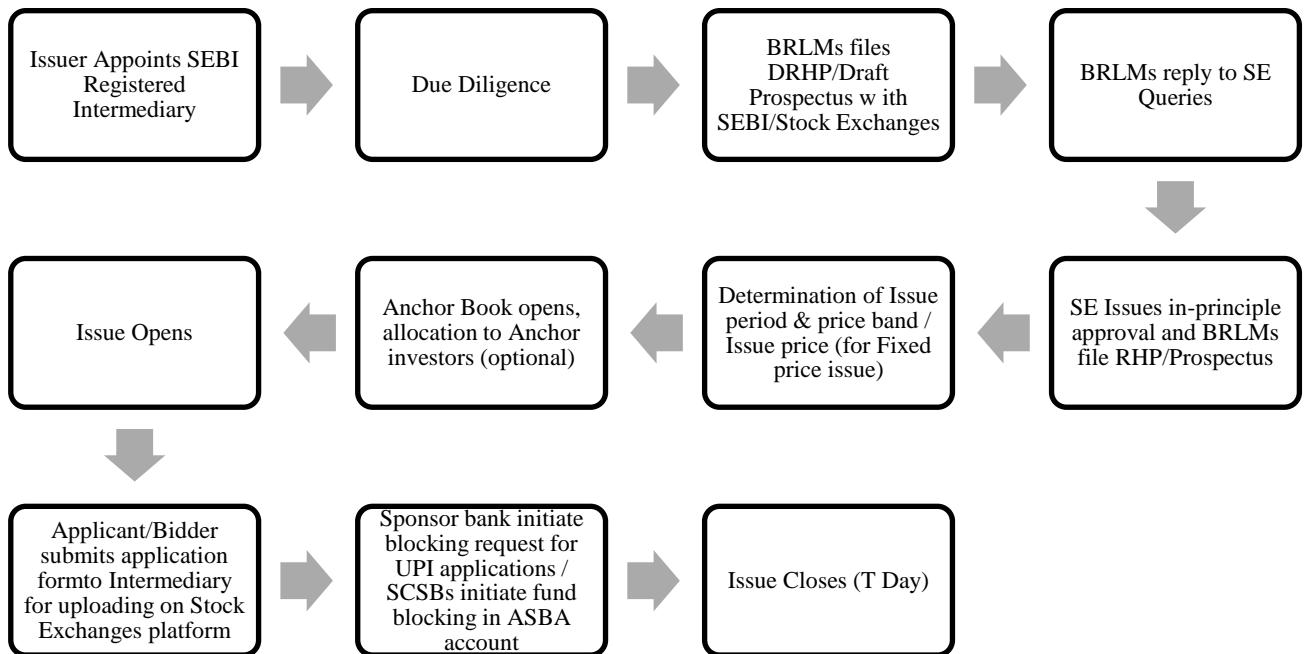 Issuer Appoints SEBI
Registered
Intermediary
Due Diligence
BRLMs files
DRHP/Draft
Prospectus w ith
SEBI/Stock Exchanges
BRLMs reply to SE
Queries
SE Issues in-principle
approval and BRLMs
file RHP/Prospectus
Determination of Issue
period & price band /
Issue price (for Fixed
price issue)
Anchor Book opens,
allocation to Anchor
investors (optional)
Issue Opens
Applicant/Bidder
submits application
formto Intermediary
for uploading on Stock
Exchanges platform
Sponsor bank initiate
blocking request for
UPI applications /
SCSBs initiate fund
blocking in ASBA
account
Issue Closes (T Day)